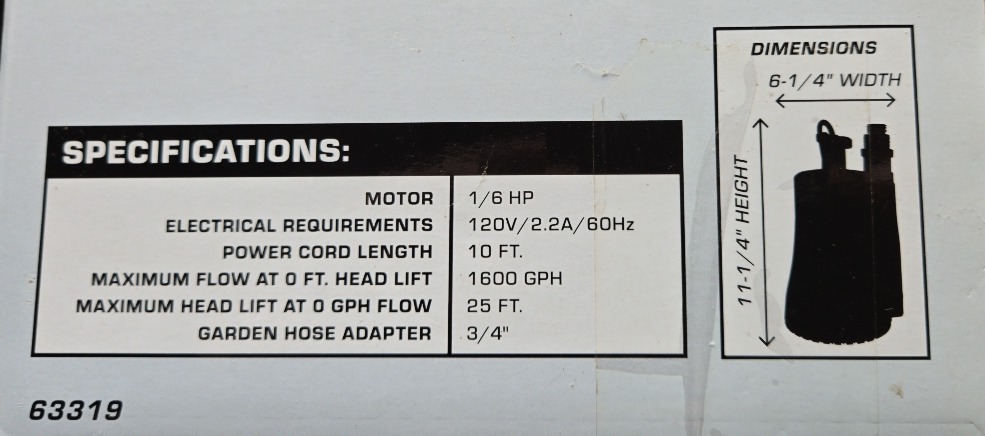 DIMENSIONS
6-1/4" WIDTH
11-1/4" HEIGHT
SPECIFICATIONS:
MOTOR 1/6 HP
ELECTRICAL REQUIREMENTS 120V/2.2A/60Hz
POWER CORD LENGTH 10 FT.
MAXIMUM FLOW AT 0 FT. HEAD LIFT 1600 GPH
MAXIMUM HEAD LIFT AT 0 GPH FLOW 25 FT.
GARDEN HOSE ADAPTER 3/4"
63319